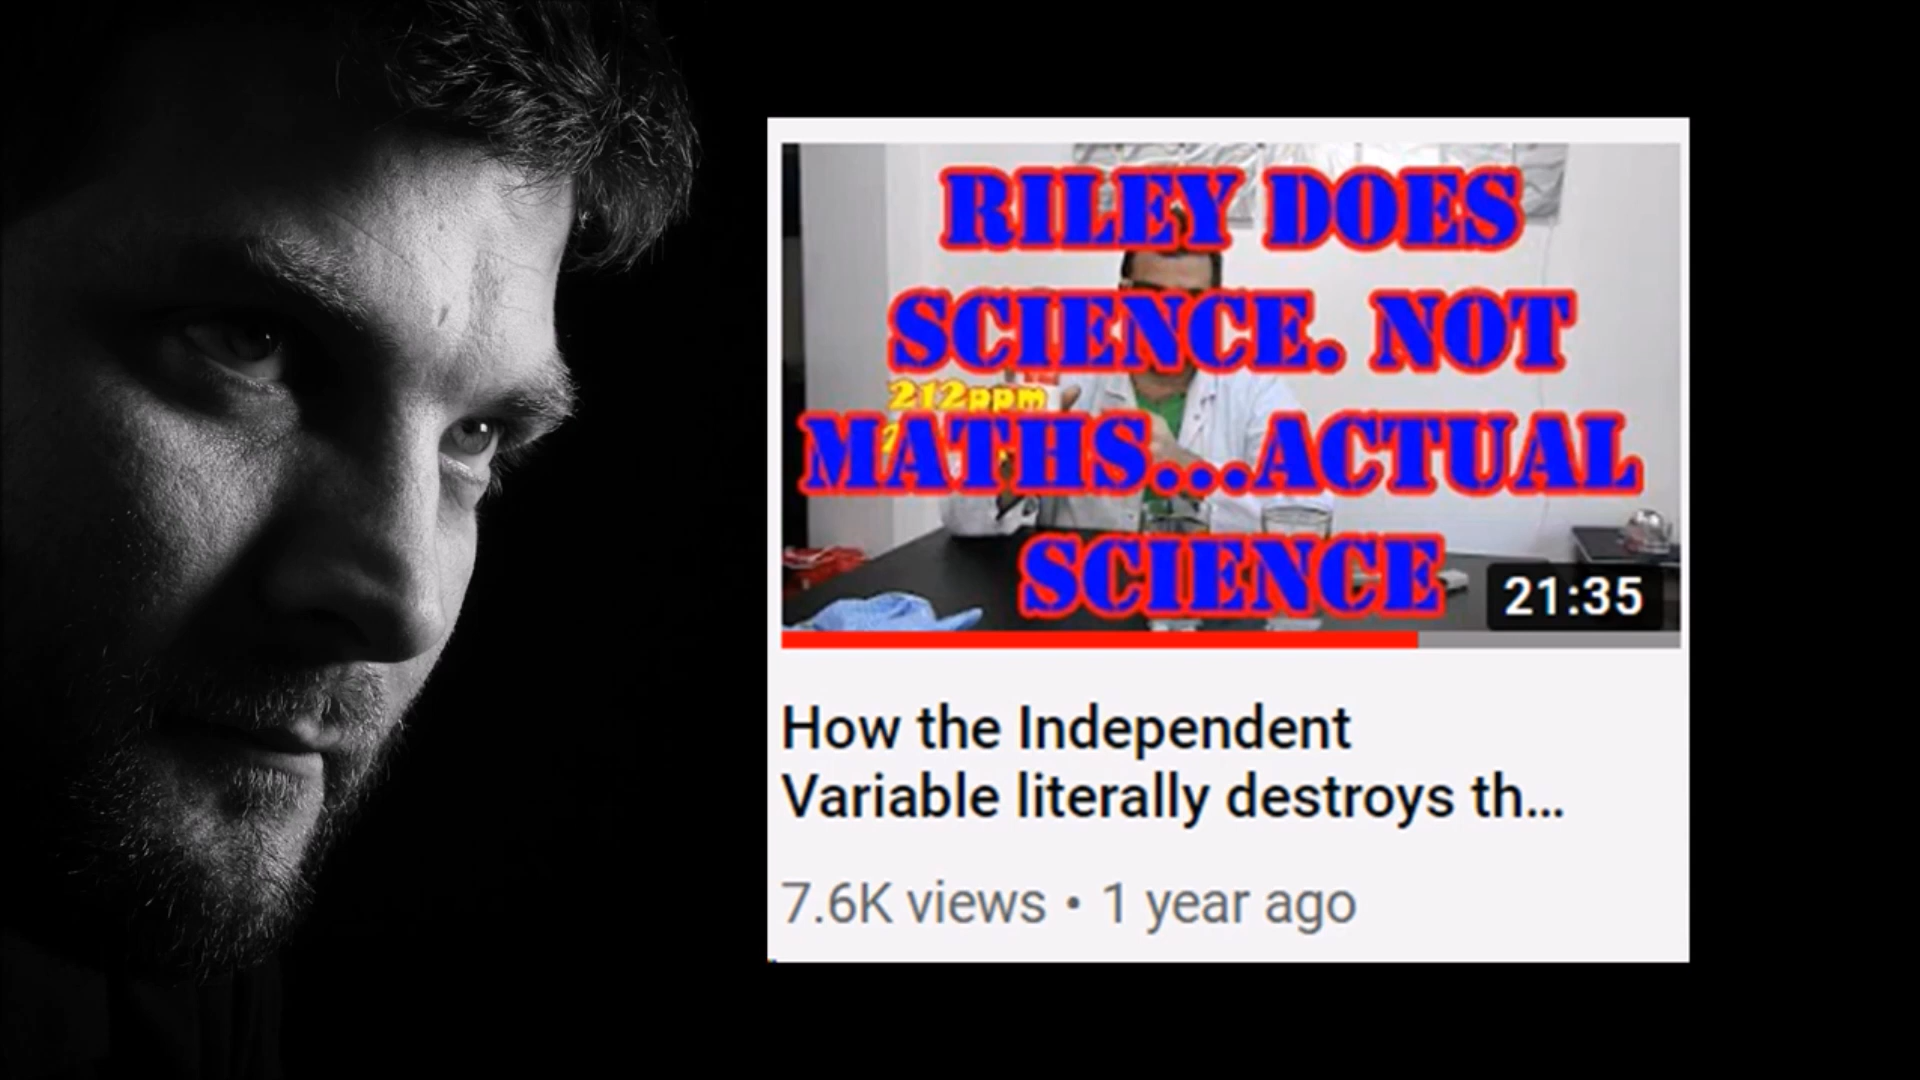 RILEY DOES
SCIENCE. NOT
212ppm
MATHS...ACTUAL
SCIENCE
21:35
How the Independent
Variable literally destroys th...
7.6K views • 1 year ago